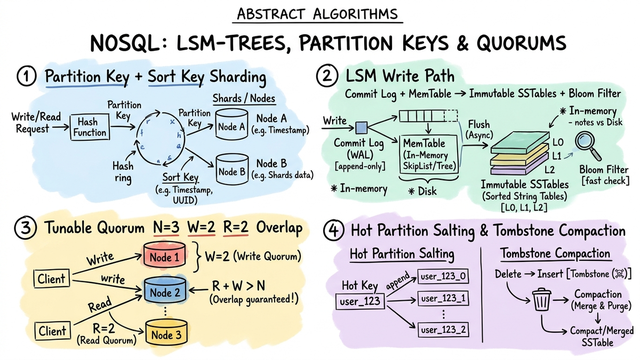 ABSTRACT ALGORITHMS
NOSQL: LSM-TREES, PARTITION KEYS & QUORUMS
1 Partition Key + Sort Key Sharding
Write/Read
Request
Hash
Function
Partition
Key
Hash
ring
Partition
Key
Sort Key
(e.g. Timestamp,
UUID)
Shards / Nodes
Node A
Node A
(e.g. Timestamp)
Node B
Node B
(e.g. Shards data)
2 LSM Write Path
Commit Log + MemTable → Immutable SSTables + Bloom Filter
Write
Commit Log
(WAL)
[append-only]
* In-memory
MemTable
(In-Memory
SkipList/Tree)
* Disk
Flush
(Async)
L0
L1
L2
Immutable SSTables
(Sorted String Tables)
[L0, L1, L2]
* In-memory
- notes vs Disk
Bloom Filter
[fast check]
3 Tunable Quorum N=3 W=2 R=2 Overlap
Client
Write
write
Node 1
W=2 (Write Quorum)
Node 2
R + W > N
(Overlap guaranteed!)
Client
Read
R=2
(Read Quorum)
Node 3
4 Hot Partition Salting & Tombstone Compaction
Hot Partition Salting
Hot Key
user_123
append
user_123_0
user_123_1
user_123_2
Tombstone Compaction
Delete → Insert [Tombstone (☠)]
Compaction
(Merge & Purge)
Compact/Merged
SSTable